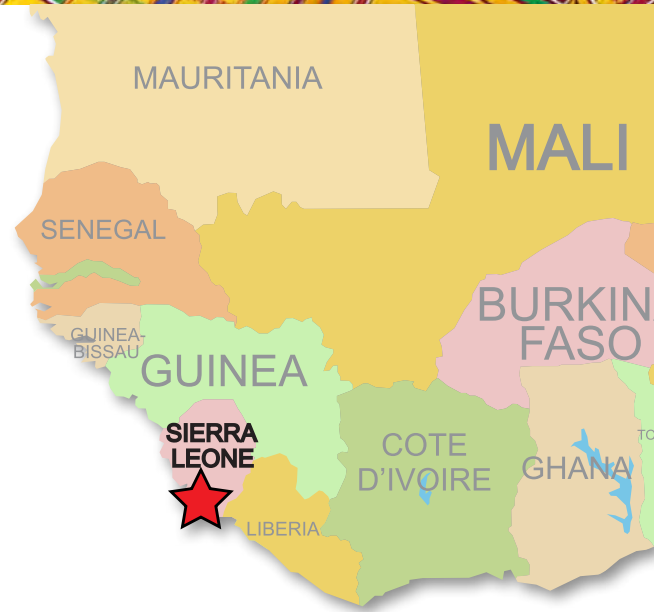 MAURITANIA
MALI
SENEGAL
BURKIN
FASO
GUINEA-
BISSAU
GUINEA
SIERRA
LEONE
COTE
D'IVOIRE
GHANA
TO
LIBERIA